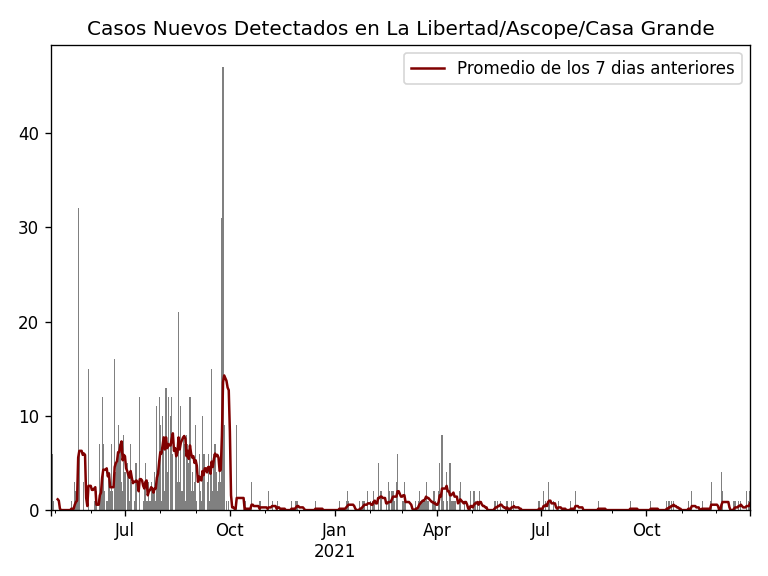 Casos Nuevos Detectados en La Libertad/Ascope/Casa Grande
Promedio de los 7 dias anteriores
40
30
20
10
0
Jul
Oct
Jan
2021
Apr
Jul
Oct